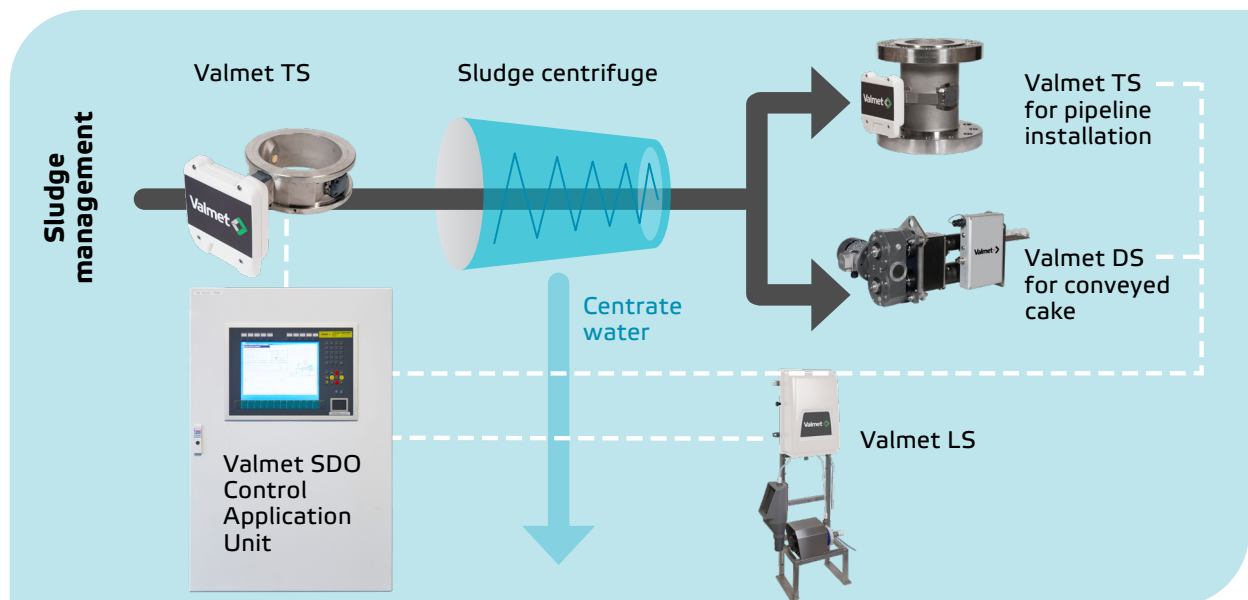 Sludge
management
Valmet TS
Sludge centrifuge
Valmet TS
for pipeline
installation
Valmet
Valmet
Valmet DS
for conveyed
cake
Valmet
Centrate
water
Valmet LS
Valmet
Valmet SDO
Control
Application
Unit